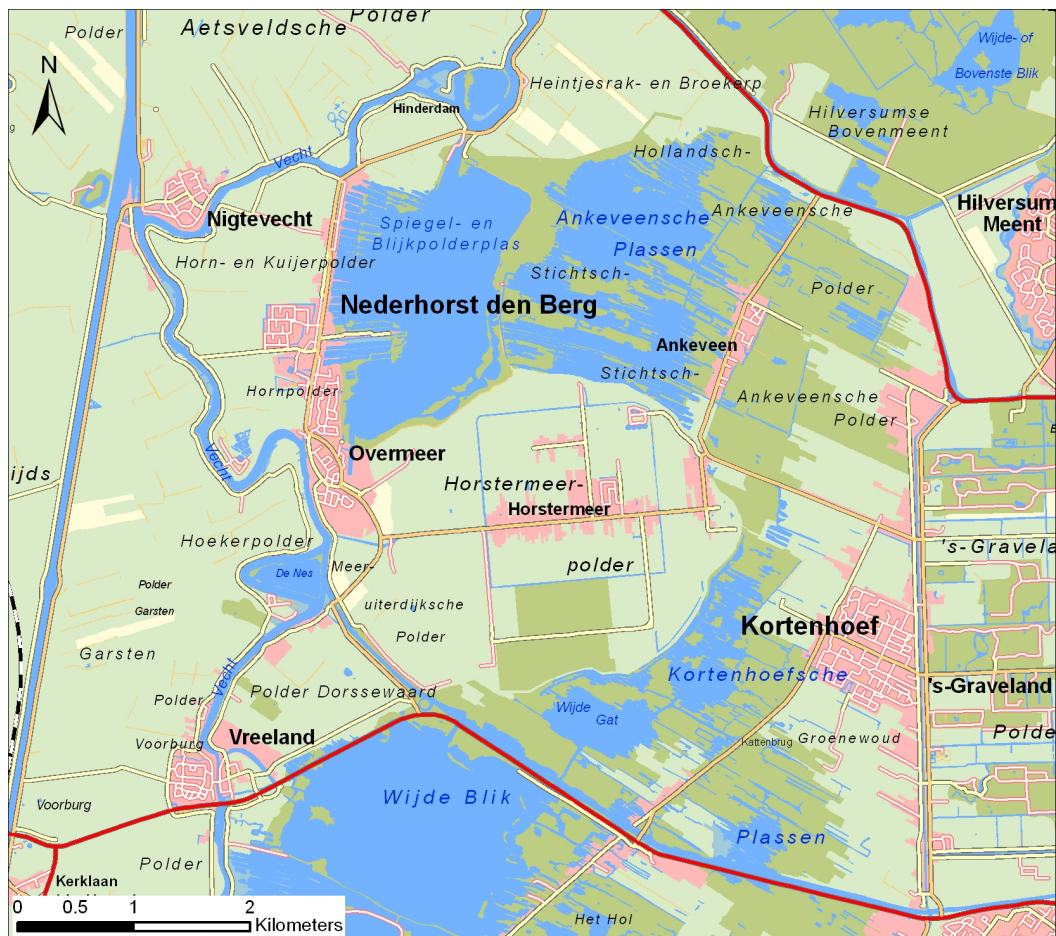 Polder
Aetsveldsche
Polder
Wijde- of
Bovenste Blik
N
Heintjesrak- en Broekerp
Hinderdam
Hilversumse
Bovenmeent
Vecht
Hollandsch-
Nigtevecht
Spiegel- en
Blijkpolderplas
Ankeveensche
Plassen
Ankeveensche
Hilversum
Meent
Horn- en Kuijerpolder
Stichtsch-
Polder
Nederhorst den Berg
Ankeveen
Stichtsch-
Hornpolder
Ankeveensche
Polder
Vecht
Overmeer
ijds
Horstermeer-
Horstermeer
Hoekerpolder
's-Gravela
De Nes
Meer-
polder
Polder
Garsten
uiterdijksche
Polder
Kortenhoef
Garsten
Vecht
Kortenhoefsche
Polder
Polder Dorssewaard
's-Graveland
Wijde
Gat
Voorburg
Vreeland
Kattenbrug
Groenewoud
Polde
Voorburg
Wijde Blik
Plassen
Polder
Kerklaan
Het Hol
0 0.5 1 2
Kilometers